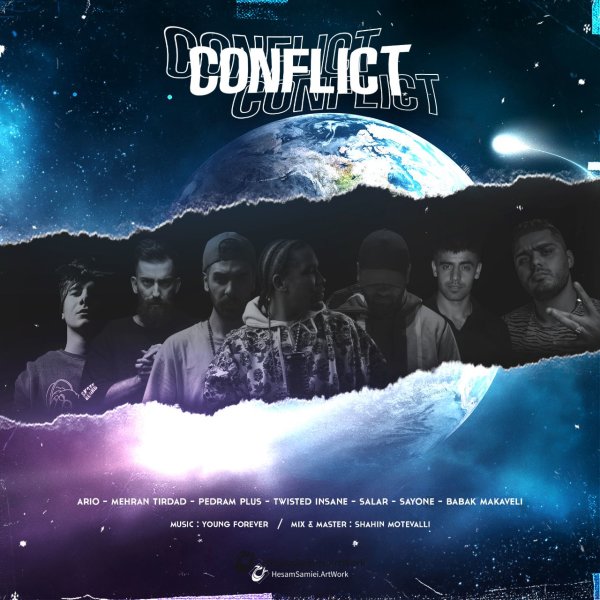 CONFLICT
CONFLICT
CONFLICT
ARIO - MEHRAN TIRDAD - PEDRAM PLUS - TWISTED INSANE - SALAR - SAYONE - BABAK MAKAVELI
MUSIC : YOUNG FOREVER / MIX & MASTER : SHAHIN MOTEVALLI
HesamSamiei.ArtWork